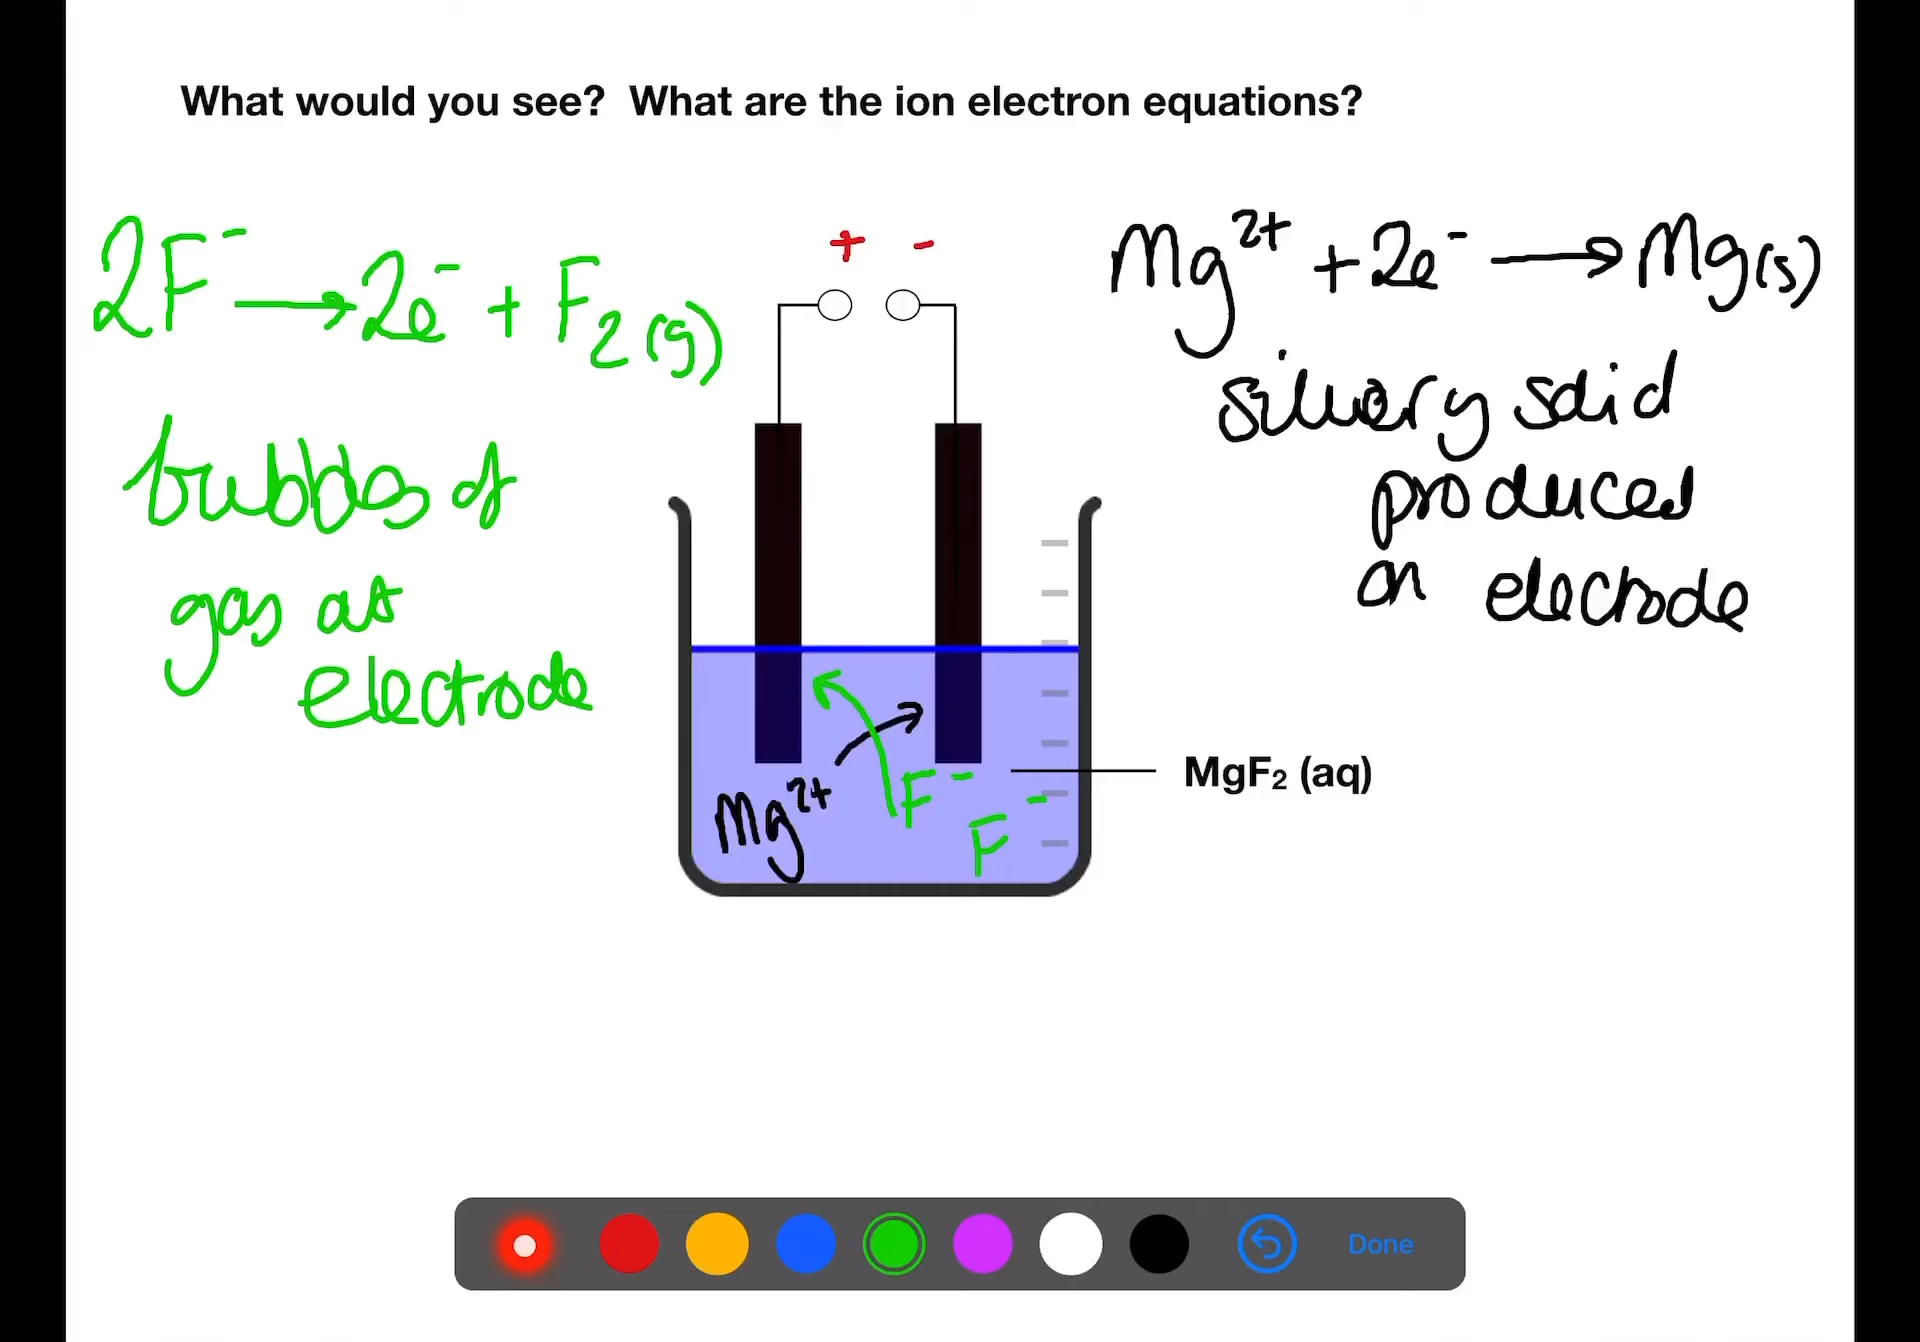 What would you see? What are the ion electron equations?
2F⁻ → 2e⁻ + F₂(g)
bubbles of
gas at
electrode
+ -
Mg²⁺ + 2e⁻ → Mg(s)
silvery solid
produced
on electrode
Mg²⁺
F⁻
F⁻
MgF₂ (aq)
Done